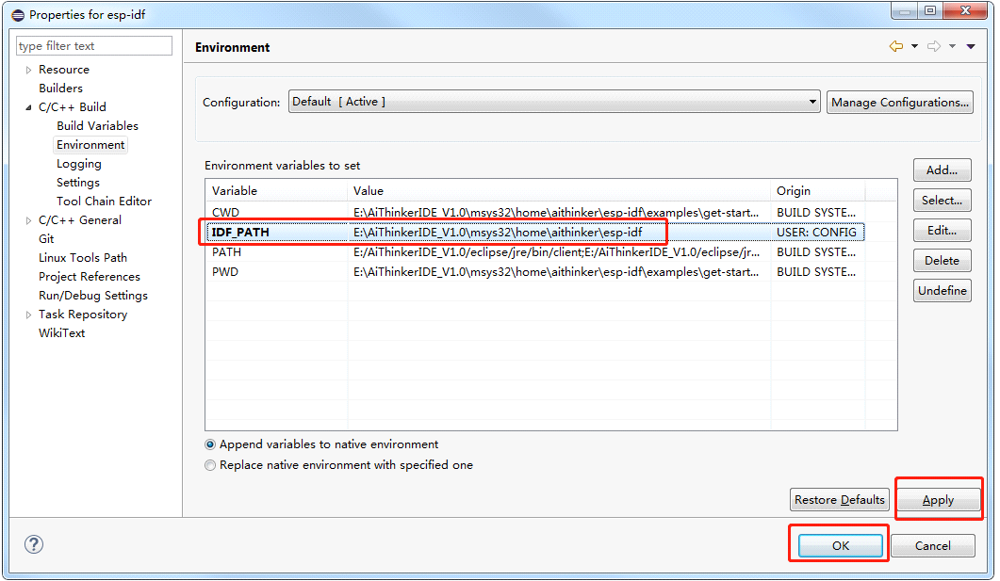 Properties for esp-idf
type filter text
Environment
Resource
Builders
C/C++ Build
Build Variables
Environment
Logging
Settings
Tool Chain Editor
C/C++ General
Git
Linux Tools Path
Project References
Run/Debug Settings
Task Repository
WikiText
Configuration: Default [ Active ] Manage Configurations...
Environment variables to set
Variable Value Origin
CWD E:\AiThinkerIDE_V1.0\msys32\home\aithinker\esp-idf\examples\get-start... BUILD SYSTE...
IDF_PATH E:\AiThinkerIDE_V1.0\msys32\home\aithinker\esp-idf USER: CONFIG
PATH E:/AiThinkerIDE_V1.0/eclipse/jre/bin/client;E:/AiThinkerIDE_V1.0/eclipse/jr... BUILD SYSTE...
PWD E:\AiThinkerIDE_V1.0\msys32\home\aithinker\esp-idf\examples\get-start... BUILD SYSTE...
Add...
Select...
Edit...
Delete
Undefine
Append variables to native environment
Replace native environment with specified one
Restore Defaults Apply
? OK Cancel